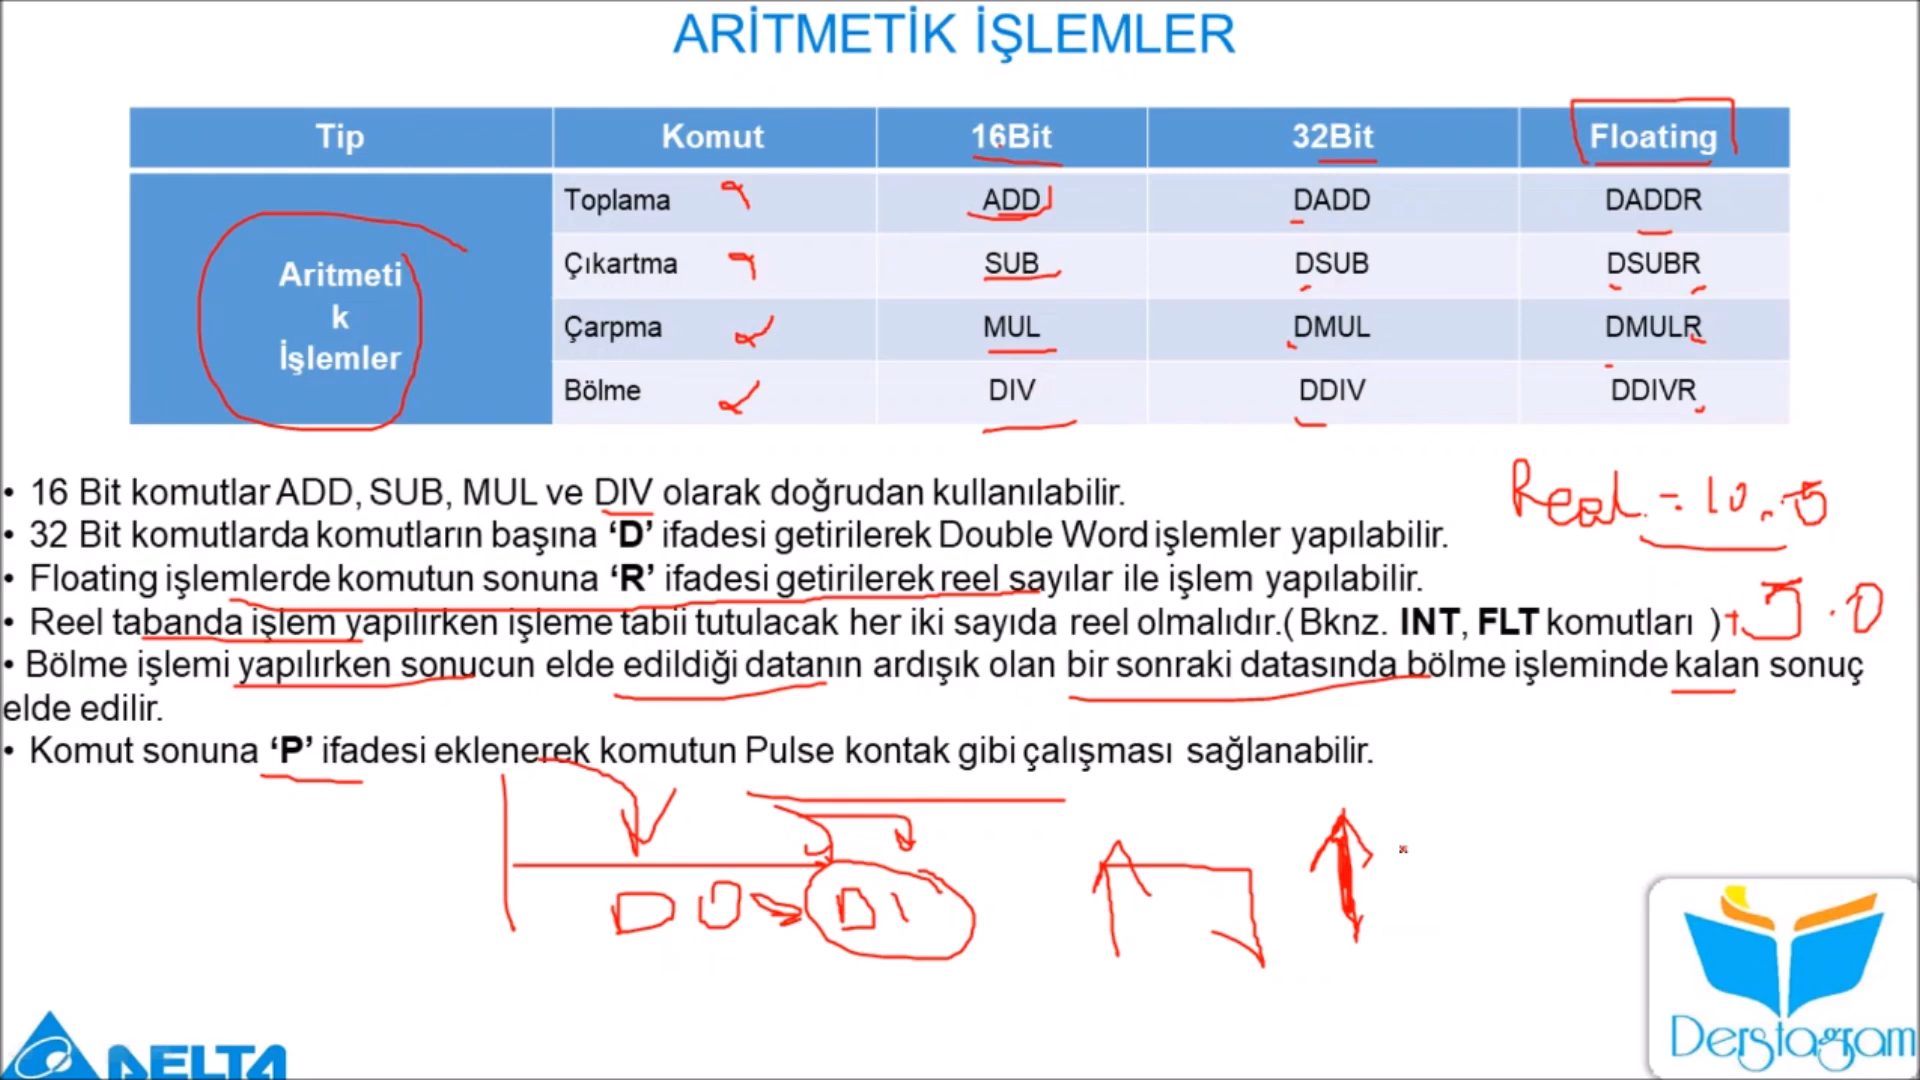 ARİTMETİK İŞLEMLER
Tip Komut 16Bit 32Bit Floating
Aritmeti
k
İşlemler
Toplama ADD DADD DADDR
Çıkartma SUB DSUB DSUBR
Çarpma MUL DMUL DMULR
Bölme DIV DDIV DDIVR
• 16 Bit komutlar ADD, SUB, MUL ve DIV olarak doğrudan kullanılabilir.
Real = 10.5
• 32 Bit komutlarda komutların başına ‘D’ ifadesi getirilerek Double Word işlemler yapılabilir.
• Floating işlemlerde komutun sonuna ‘R’ ifadesi getirilerek reel sayılar ile işlem yapılabilir.
• Reel tabanda işlem yapılırken işleme tabii tutulacak her iki sayıda reel olmalıdır.( Bknz. INT, FLT komutları )
+5.0
• Bölme işlemi yapılırken sonucun elde edildiği datanın ardışık olan bir sonraki datasında bölme işleminde kalan sonuç
elde edilir.
• Komut sonuna ‘P’ ifadesi eklenerek komutun Pulse kontak gibi çalışması sağlanabilir.
D0 D1
DELTA
Derstagram